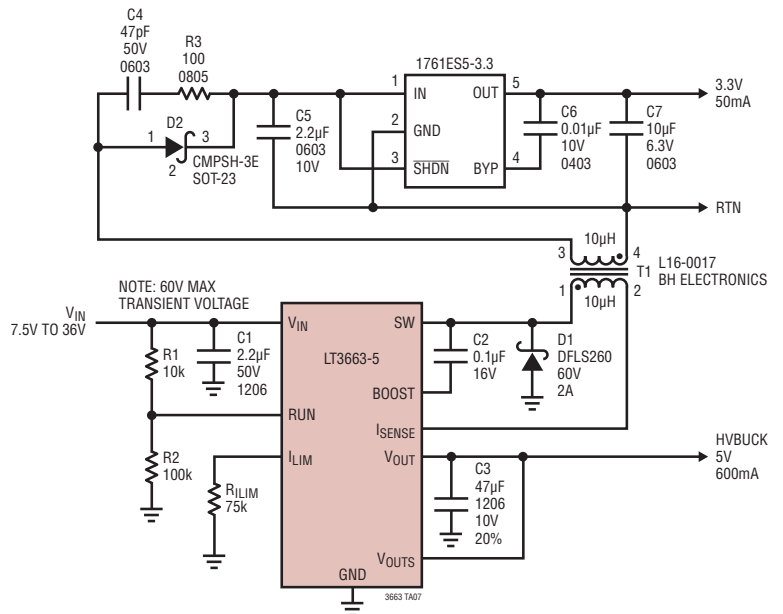 C4
47pF
50V
0603
R3
100
0805
D2
1
3
2
CMPSH-3E
SOT-23
C5
2.2µF
0603
10V
1761ES5-3.3
1
IN
OUT
5
2
GND
3
SHDN
BYP
4
C6
0.01µF
10V
0403
C7
10µF
6.3V
0603
3.3V
50mA
RTN
3
10µH
4
T1
L16-0017
BH ELECTRONICS
1
10µH
2
NOTE: 60V MAX
TRANSIENT VOLTAGE
VIN
7.5V TO 36V
R1
10k
C1
2.2µF
50V
1206
R2
100k
RILIM
75k
VIN
SW
LT3663-5
BOOST
RUN
ISENSE
ILIM
VOUT
VOUTS
GND
C2
0.1µF
16V
D1
DFLS260
60V
2A
C3
47µF
1206
10V
20%
HVBUCK
5V
600mA
3663 TA07